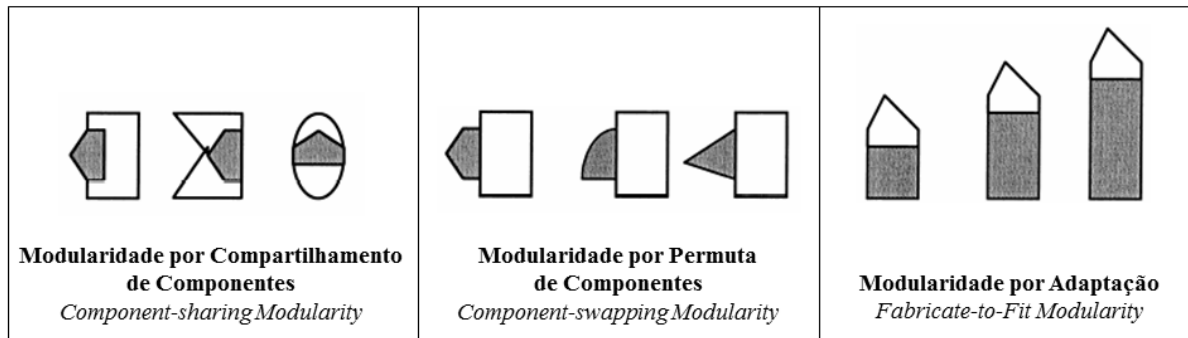 Modularidade por Compartilhamento
de Componentes
Component-sharing Modularity
Modularidade por Permuta
de Componentes
Component-swapping Modularity
Modularidade por Adaptação
Fabricate-to-Fit Modularity